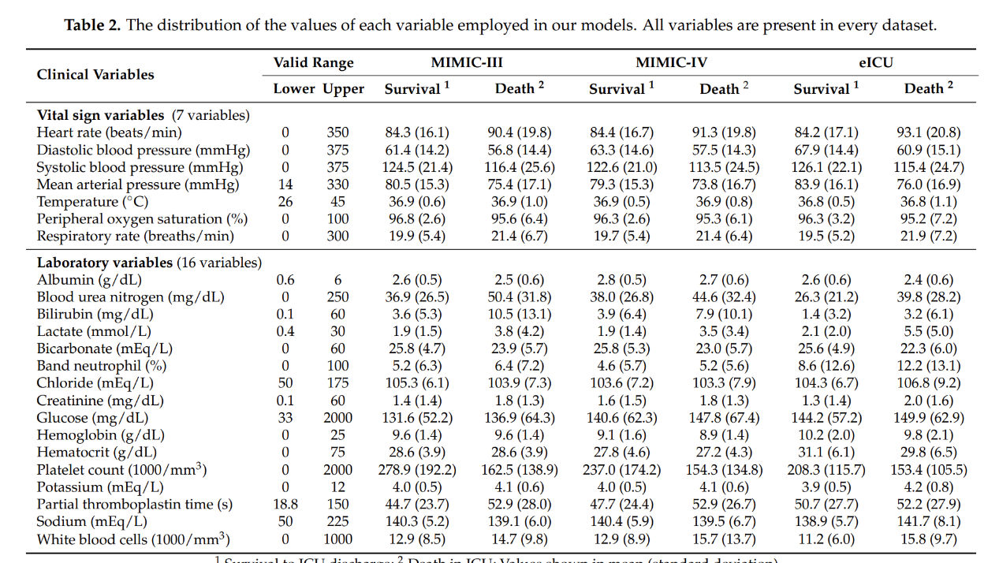 Table 2. The distribution of the values of each variable employed in our models. All variables are present in every dataset.
Clinical Variables Valid Range MIMIC-III MIMIC-IV eICU
Lower Upper Survival 1 Death 2 Survival 1 Death 2 Survival 1 Death 2
Vital sign variables (7 variables)
Heart rate (beats/min) 0 350 84.3 (16.1) 90.4 (19.8) 84.4 (16.7) 91.3 (19.8) 84.2 (17.1) 93.1 (20.8)
Diastolic blood pressure (mmHg) 0 375 61.4 (14.2) 56.8 (14.4) 63.3 (14.6) 57.5 (14.3) 67.9 (14.4) 60.9 (15.1)
Systolic blood pressure (mmHg) 0 375 124.5 (21.4) 116.4 (25.6) 122.6 (21.0) 113.5 (24.5) 126.1 (22.1) 115.4 (24.7)
Mean arterial pressure (mmHg) 14 330 80.5 (15.3) 75.4 (17.1) 79.3 (15.3) 73.8 (16.7) 83.9 (16.1) 76.0 (16.9)
Temperature (°C) 26 45 36.9 (0.6) 36.9 (1.0) 36.9 (0.5) 36.9 (0.8) 36.8 (0.5) 36.8 (1.1)
Peripheral oxygen saturation (%) 0 100 96.8 (2.6) 95.6 (6.4) 96.3 (2.6) 95.3 (6.1) 96.3 (3.2) 95.2 (7.2)
Respiratory rate (breaths/min) 0 300 19.9 (5.4) 21.4 (6.7) 19.7 (5.4) 21.4 (6.4) 19.5 (5.2) 21.9 (7.2)
Laboratory variables (16 variables)
Albumin (g/dL) 0.6 6 2.6 (0.5) 2.5 (0.6) 2.8 (0.5) 2.7 (0.6) 2.6 (0.6) 2.4 (0.6)
Blood urea nitrogen (mg/dL) 0 250 36.9 (26.5) 50.4 (31.8) 38.0 (26.8) 44.6 (32.4) 26.3 (21.2) 39.8 (28.2)
Bilirubin (mg/dL) 0.1 60 3.6 (5.3) 10.5 (13.1) 3.9 (6.4) 7.9 (10.1) 1.4 (3.2) 3.2 (6.1)
Lactate (mmol/L) 0.4 30 1.9 (1.5) 3.8 (4.2) 1.9 (1.4) 3.5 (3.4) 2.1 (2.0) 5.5 (5.0)
Bicarbonate (mEq/L) 0 60 25.8 (4.7) 23.9 (5.7) 25.8 (5.3) 23.0 (5.7) 25.6 (4.9) 22.3 (6.0)
Band neutrophil (%) 0 100 5.2 (6.3) 6.4 (7.2) 4.6 (5.7) 5.2 (5.6) 8.6 (12.6) 12.2 (13.1)
Chloride (mEq/L) 50 175 105.3 (6.1) 103.9 (7.3) 103.6 (7.2) 103.3 (7.9) 104.3 (6.7) 106.8 (9.2)
Creatinine (mg/dL) 0.1 60 1.4 (1.4) 1.8 (1.3) 1.6 (1.5) 1.8 (1.3) 1.3 (1.4) 2.0 (1.6)
Glucose (mg/dL) 33 2000 131.6 (52.2) 136.9 (64.3) 140.6 (62.3) 147.8 (67.4) 144.2 (57.2) 149.9 (62.9)
Hemoglobin (g/dL) 0 25 9.6 (1.4) 9.6 (1.4) 9.1 (1.6) 8.9 (1.4) 10.2 (2.0) 9.8 (2.1)
Hematocrit (g/dL) 0 75 28.6 (3.9) 28.6 (3.9) 27.8 (4.6) 27.2 (4.3) 31.1 (6.1) 29.8 (6.5)
Platelet count (1000/mm3) 0 2000 278.9 (192.2) 162.5 (138.9) 237.0 (174.2) 154.3 (134.8) 208.3 (115.7) 153.4 (105.5)
Potassium (mEq/L) 0 12 4.0 (0.5) 4.1 (0.6) 4.0 (0.5) 4.1 (0.6) 3.9 (0.5) 4.2 (0.8)
Partial thromboplastin time (s) 18.8 150 44.7 (23.7) 52.9 (28.0) 47.7 (24.4) 52.9 (26.7) 50.7 (27.7) 52.2 (27.9)
Sodium (mEq/L) 50 225 140.3 (5.2) 139.1 (6.0) 140.4 (5.9) 139.5 (6.7) 138.9 (5.7) 141.7 (8.1)
White blood cells (1000/mm3) 0 1000 12.9 (8.5) 14.7 (9.8) 12.9 (8.9) 15.7 (13.7) 11.2 (6.0) 15.8 (9.7)
1 Survival to ICU discharge; 2 Death in ICU; Values shown in mean (standard deviation)